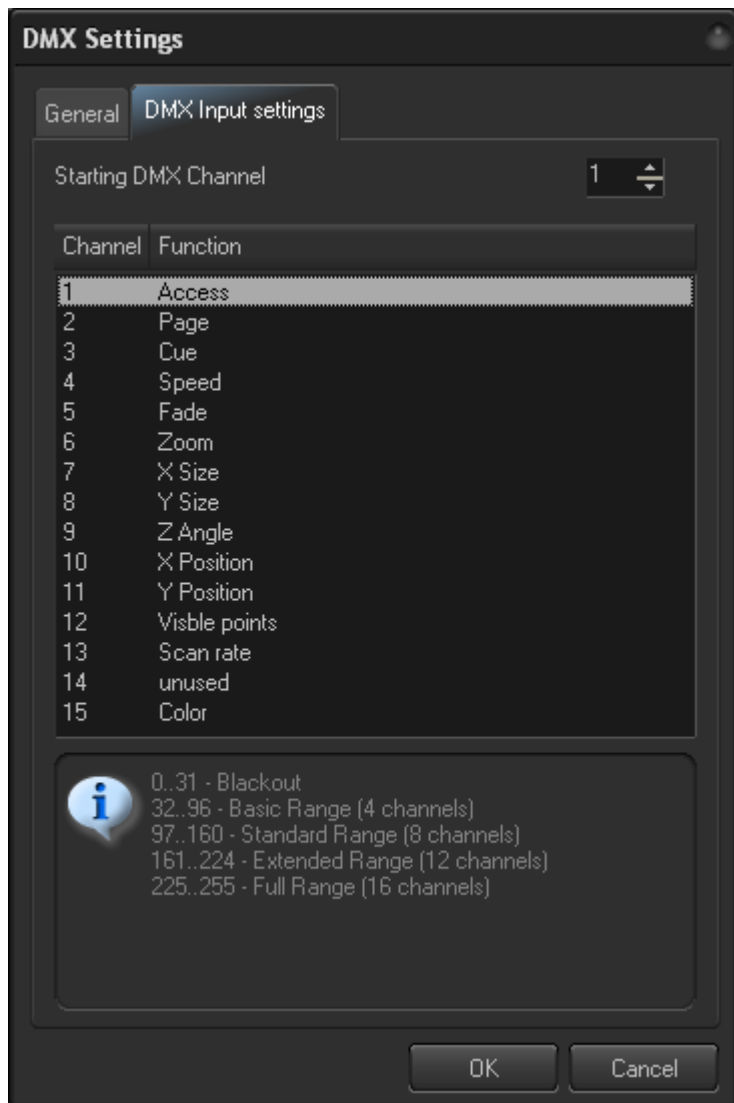 DMX Settings
General DMX Input settings
Starting DMX Channel 1
Channel Function
1 Access
2 Page
3 Cue
4 Speed
5 Fade
6 Zoom
7 X Size
8 Y Size
9 Z Angle
10 X Position
11 Y Position
12 Visble points
13 Scan rate
14 unused
15 Color
0..31 - Blackout
32..96 - Basic Range (4 channels)
97..160 - Standard Range (8 channels)
161..224 - Extended Range (12 channels)
225..255 - Full Range (16 channels)
OK Cancel